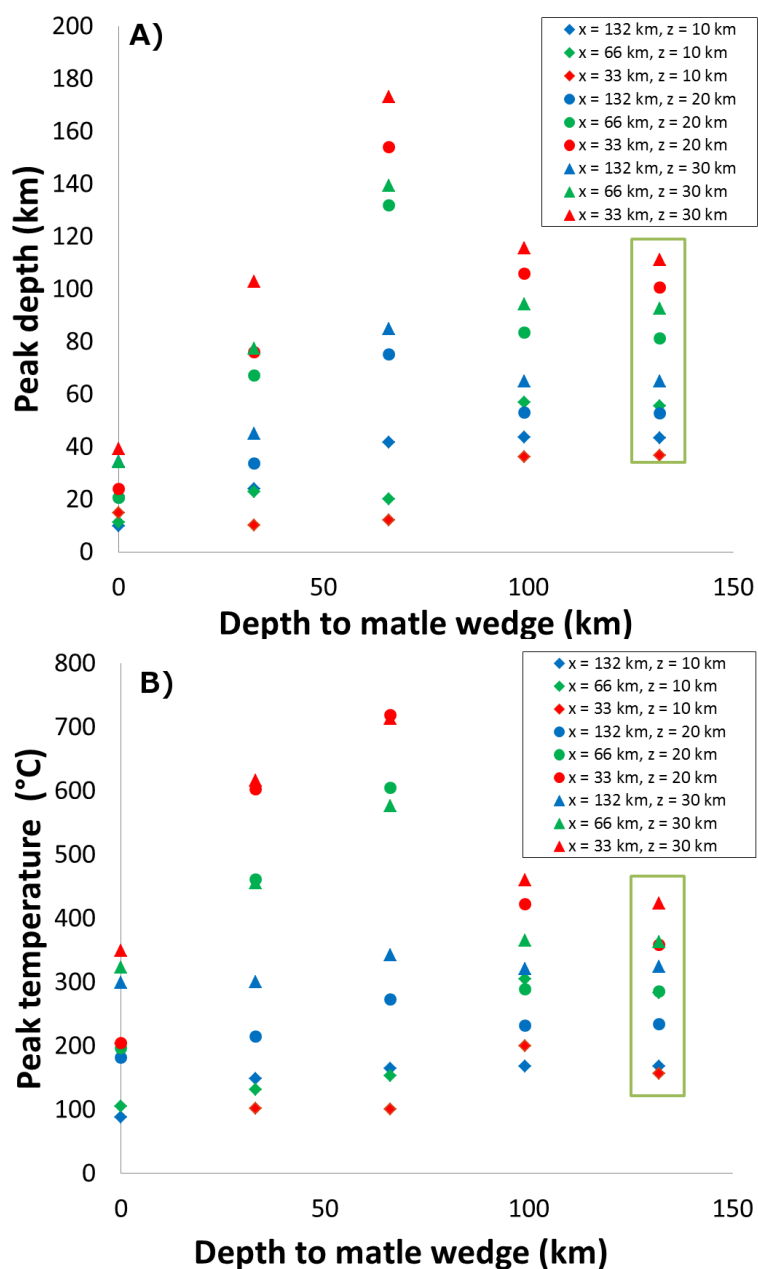 A)
200
180
160
140
120
100
80
60
40
20
0
Peak depth (km)
0
50
100
150
Depth to matle wedge (km)
x = 132 km, z = 10 km
x = 66 km, z = 10 km
x = 33 km, z = 10 km
x = 132 km, z = 20 km
x = 66 km, z = 20 km
x = 33 km, z = 20 km
x = 132 km, z = 30 km
x = 66 km, z = 30 km
x = 33 km, z = 30 km
B)
800
700
600
500
400
300
200
100
0
Peak temperature (°C)
0
50
100
150
Depth to matle wedge (km)
x = 132 km, z = 10 km
x = 66 km, z = 10 km
x = 33 km, z = 10 km
x = 132 km, z = 20 km
x = 66 km, z = 20 km
x = 33 km, z = 20 km
x = 132 km, z = 30 km
x = 66 km, z = 30 km
x = 33 km, z = 30 km